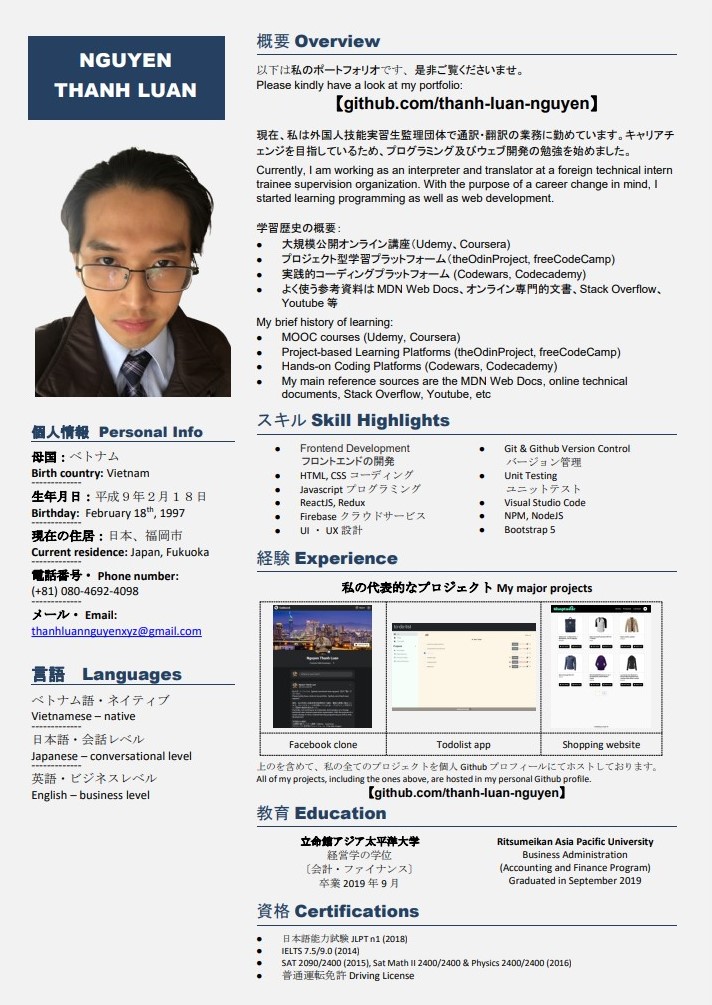 NGUYEN
THANH LUAN
個人情報 Personal Info
母国：ベトナム
Birth country: Vietnam
生年月日：平成９年２月１８日
Birthday: February 18th, 1997
現在の住居：日本、福岡市
Current residence: Japan, Fukuoka
電話番号・ Phone number:
(+81) 080-4692-4098
メール・ Email:
thanhluannguyenxyz@gmail.com
言語 Languages
ベトナム語・ネイティブ
Vietnamese – native
日本語・会話レベル
Japanese – conversational level
英語・ビジネスレベル
English – business level
概要 Overview
以下は私のポートフォリオです、是非ご覧くださいませ。
Please kindly have a look at my portfolio:
【github.com/thanh-luan-nguyen】
現在、私は外国人技能実習生監理団体で通訳・翻訳の業務に勤めています。キャリアチ
ェンジを目指しているため、プログラミング及びウェブ開発の勉強を始めました。
Currently, I am working as an interpreter and translator at a foreign technical intern
trainee supervision organization. With the purpose of a career change in mind, I
started learning programming as well as web development.
学習歴史の概要：
● 大規模公開オンライン講座（Udemy、Coursera)
● プロジェクト型学習プラットフォーム（theOdinProject, freeCodeCamp)
● 実践的コーディングプラットフォーム (Codewars, Codecademy)
● よく使う参考資料は MDN Web Docs、オンライン専門的文書、Stack Overflow、
Youtube 等
My brief history of learning:
● MOOC courses (Udemy, Coursera)
● Project-based Learning Platforms (theOdinProject, freeCodeCamp)
● Hands-on Coding Platforms (Codewars, Codecademy)
● My main reference sources are the MDN Web Docs, online technical
documents, Stack Overflow, Youtube, etc
スキル Skill Highlights
● Frontend Development
フロントエンドの開発
● HTML, CSS コーディング
● Javascript プログラミング
● ReactJS, Redux
● Firebase クラウドサービス
● UI ・ UX 設計
● Git & Github Version Control
バージョン管理
● Unit Testing
ユニットテスト
● Visual Studio Code
● NPM, NodeJS
● Bootstrap 5
経験 Experience
私の代表的なプロジェクト My major projects
Nguyen Thanh Luan
to do list
Facebook clone
Todolist app
Shopping website
上のを含めて、私の全てのプロジェクトを個人 Github プロフィールにてホストしております。
All of my projects, including the ones above, are hosted in my personal Github profile.
【github.com/thanh-luan-nguyen】
教育 Education
立命館アジア太平洋大学
経営学の学位
〔会計・ファイナンス〕
卒業 2019 年 9 月
Ritsumeikan Asia Pacific University
Business Administration
(Accounting and Finance Program)
Graduated in September 2019
資格 Certifications
● 日本語能力試験 JLPT n1 (2018)
● IELTS 7.5/9.0 (2014)
● SAT 2090/2400 (2015), Sat Math II 2400/2400 & Physics 2400/2400 (2016)
● 普通運転免許 Driving License